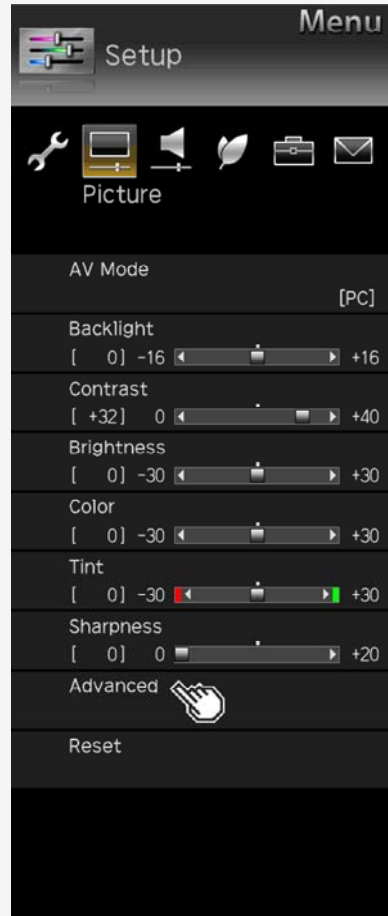 Menu
Setup
Picture
AV Mode
[PC]
Backlight
[ 0] -16 +16
Contrast
[ +32] 0 +40
Brightness
[ 0] -30 +30
Color
[ 0] -30 +30
Tint
[ 0] -30 +30
Sharpness
[ 0] 0 +20
Advanced
Reset